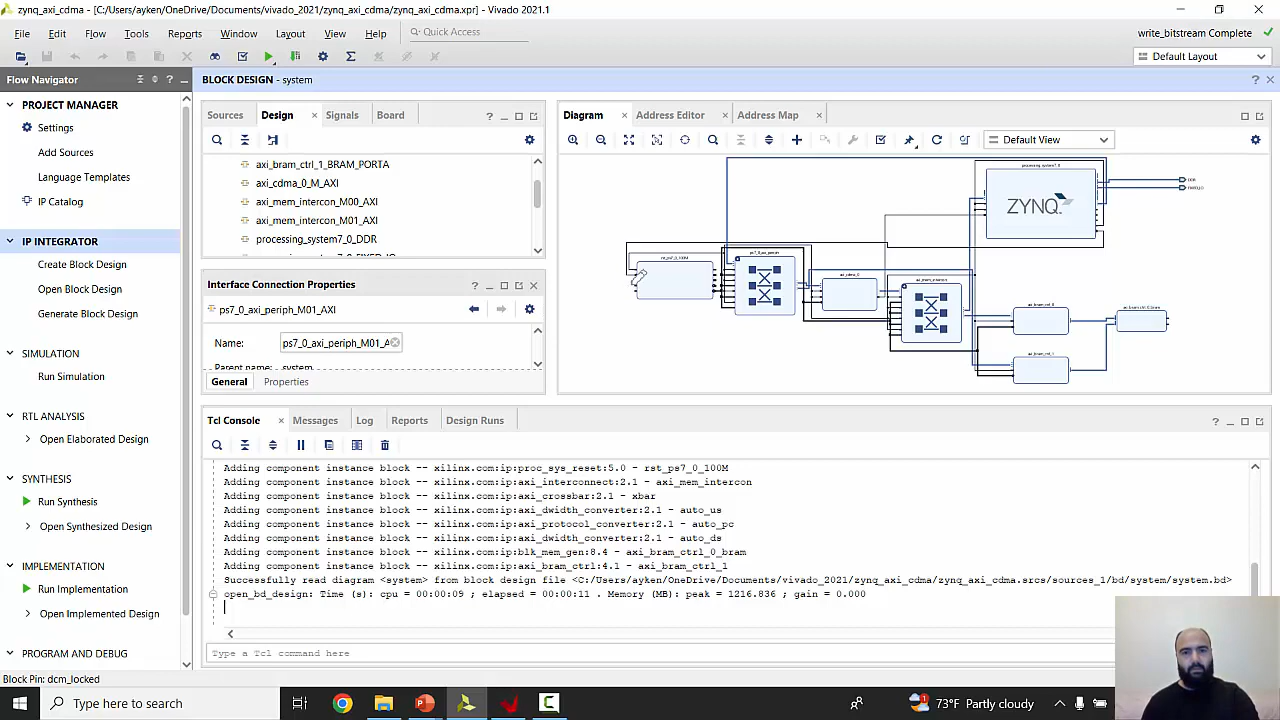 zynq_axi_cdma - [C:/Users/ayken/OneDrive/Documents/vivado_2021/zynq_axi_cdma/zynq_axi_cdma.xpr] - Vivado 2021.1
File Edit Flow Tools Reports Window Layout View Help Quick Access
write_bitstream Complete
Default Layout
Flow Navigator
PROJECT MANAGER
Settings
Add Sources
Language Templates
IP Catalog
IP INTEGRATOR
Create Block Design
Open Block Design
Generate Block Design
SIMULATION
Run Simulation
RTL ANALYSIS
Open Elaborated Design
SYNTHESIS
Run Synthesis
Open Synthesized Design
IMPLEMENTATION
Run Implementation
Open Implemented Design
PROGRAM AND DEBUG
Block Pin: dcm_locked
BLOCK DESIGN - system
Sources Design Signals Board
axi_bram_ctrl_1_BRAM_PORTA
axi_cdma_0_M_AXI
axi_mem_intercon_M00_AXI
axi_mem_intercon_M01_AXI
processing_system7_0_DDR
Interface Connection Properties
ps7_0_axi_periph_M01_AXI
Name: ps7_0_axi_periph_M01_A
General Properties
Diagram Address Editor Address Map
Default View
ZYNQ
DDR
rst_ps7_0_100M
ps7_0_axi_periph
axi_cdma_0
axi_mem_intercon
axi_bram_ctrl_0
axi_bram_ctrl_0_bram
axi_bram_ctrl_1
Tcl Console Messages Log Reports Design Runs
Adding component instance block -- xilinx.com:ip:proc_sys_reset:5.0 - rst_ps7_0_100M
Adding component instance block -- xilinx.com:ip:axi_interconnect:2.1 - axi_mem_intercon
Adding component instance block -- xilinx.com:ip:axi_crossbar:2.1 - xbar
Adding component instance block -- xilinx.com:ip:axi_dwidth_converter:2.1 - auto_us
Adding component instance block -- xilinx.com:ip:axi_protocol_converter:2.1 - auto_pc
Adding component instance block -- xilinx.com:ip:axi_dwidth_converter:2.1 - auto_ds
Adding component instance block -- xilinx.com:ip:blk_mem_gen:8.4 - axi_bram_ctrl_0_bram
Adding component instance block -- xilinx.com:ip:axi_bram_ctrl:4.1 - axi_bram_ctrl_1
Successfully read diagram <system> from block design file <C:/Users/ayken/OneDrive/Documents/vivado_2021/zynq_axi_cdma/zynq_axi_cdma.srcs/sources_1/bd/system/system.bd>
open_bd_design: Time (s): cpu = 00:00:09 ; elapsed = 00:00:11 . Memory (MB): peak = 1216.836 ; gain = 0.000
Type a Tcl command here
Type here to search
73°F Partly cloudy